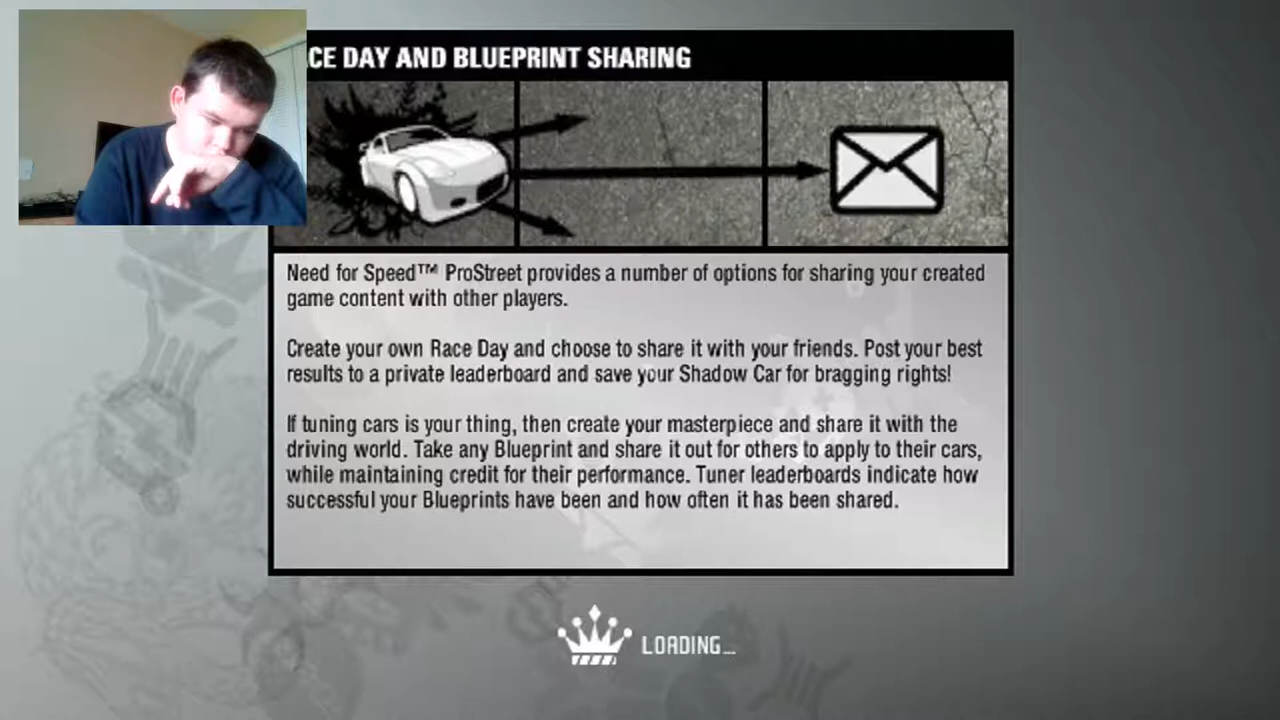 CE DAY AND BLUEPRINT SHARING
Need for Speed™ ProStreet provides a number of options for sharing your created
game content with other players.
Create your own Race Day and choose to share it with your friends. Post your best
results to a private leaderboard and save your Shadow Car for bragging rights!
If tuning cars is your thing, then create your masterpiece and share it with the
driving world. Take any Blueprint and share it out for others to apply to their cars,
while maintaining credit for their performance. Tuner leaderboards indicate how
successful your Blueprints have been and how often it has been shared.
LOADING...